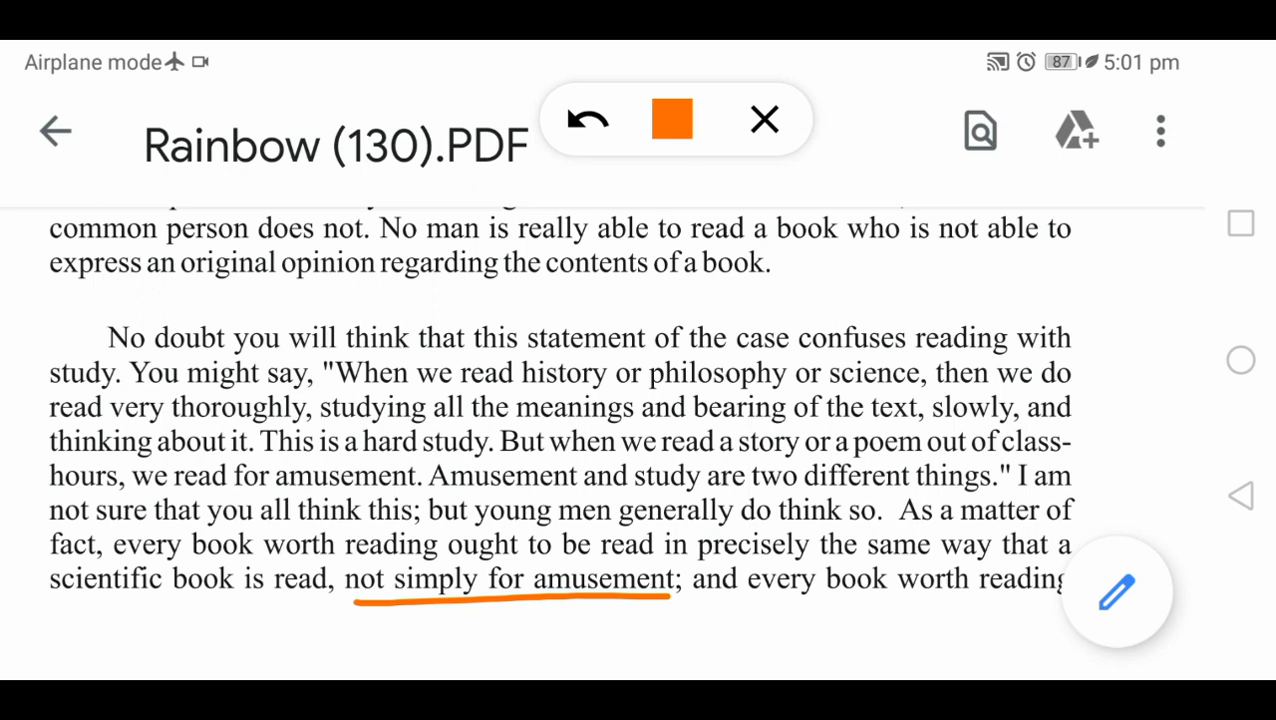 Airplane mode
87 5:01 pm
Rainbow (130).PDF
common person does not. No man is really able to read a book who is not able to
express an original opinion regarding the contents of a book.
No doubt you will think that this statement of the case confuses reading with
study. You might say, "When we read history or philosophy or science, then we do
read very thoroughly, studying all the meanings and bearing of the text, slowly, and
thinking about it. This is a hard study. But when we read a story or a poem out of class-
hours, we read for amusement. Amusement and study are two different things." I am
not sure that you all think this; but young men generally do think so. As a matter of
fact, every book worth reading ought to be read in precisely the same way that a
scientific book is read, not simply for amusement; and every book worth reading